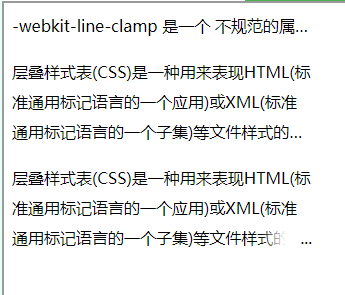 -webkit-line-clamp 是一个 不规范的属...
层叠样式表(CSS)是一种用来表现HTML(标
准通用标记语言的一个应用)或XML(标准
通用标记语言的一个子集)等文件样式的...
层叠样式表(CSS)是一种用来表现HTML(标
准通用标记语言的一个应用)或XML(标准
通用标记语言的一个子集)等文件样式的 ...